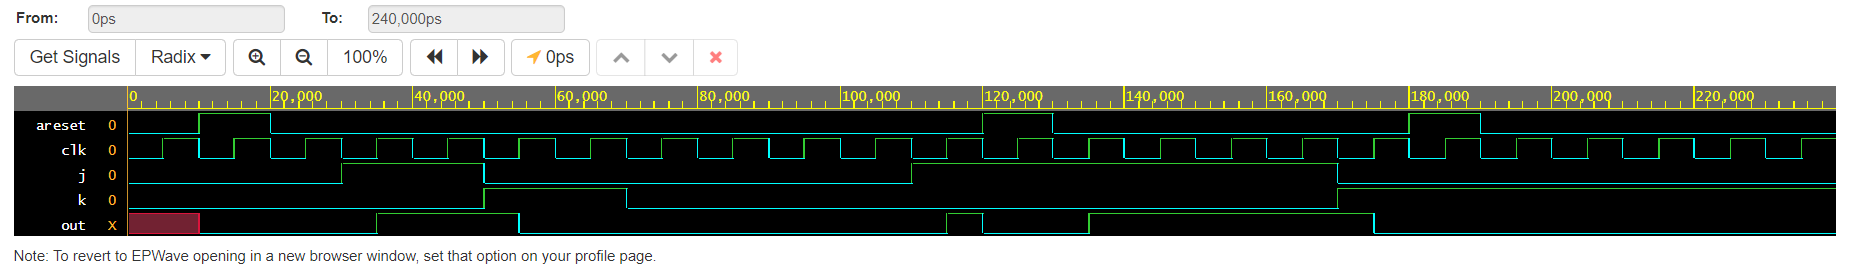 From: 0ps To: 240,000ps
Get Signals Radix 100% 0ps
0 20,000 40,000 60,000 80,000 100,000 120,000 140,000 160,000 180,000 200,000 220,000
areset 0
clk 0
j 0
k 0
out X
Note: To revert to EPWave opening in a new browser window, set that option on your profile page.